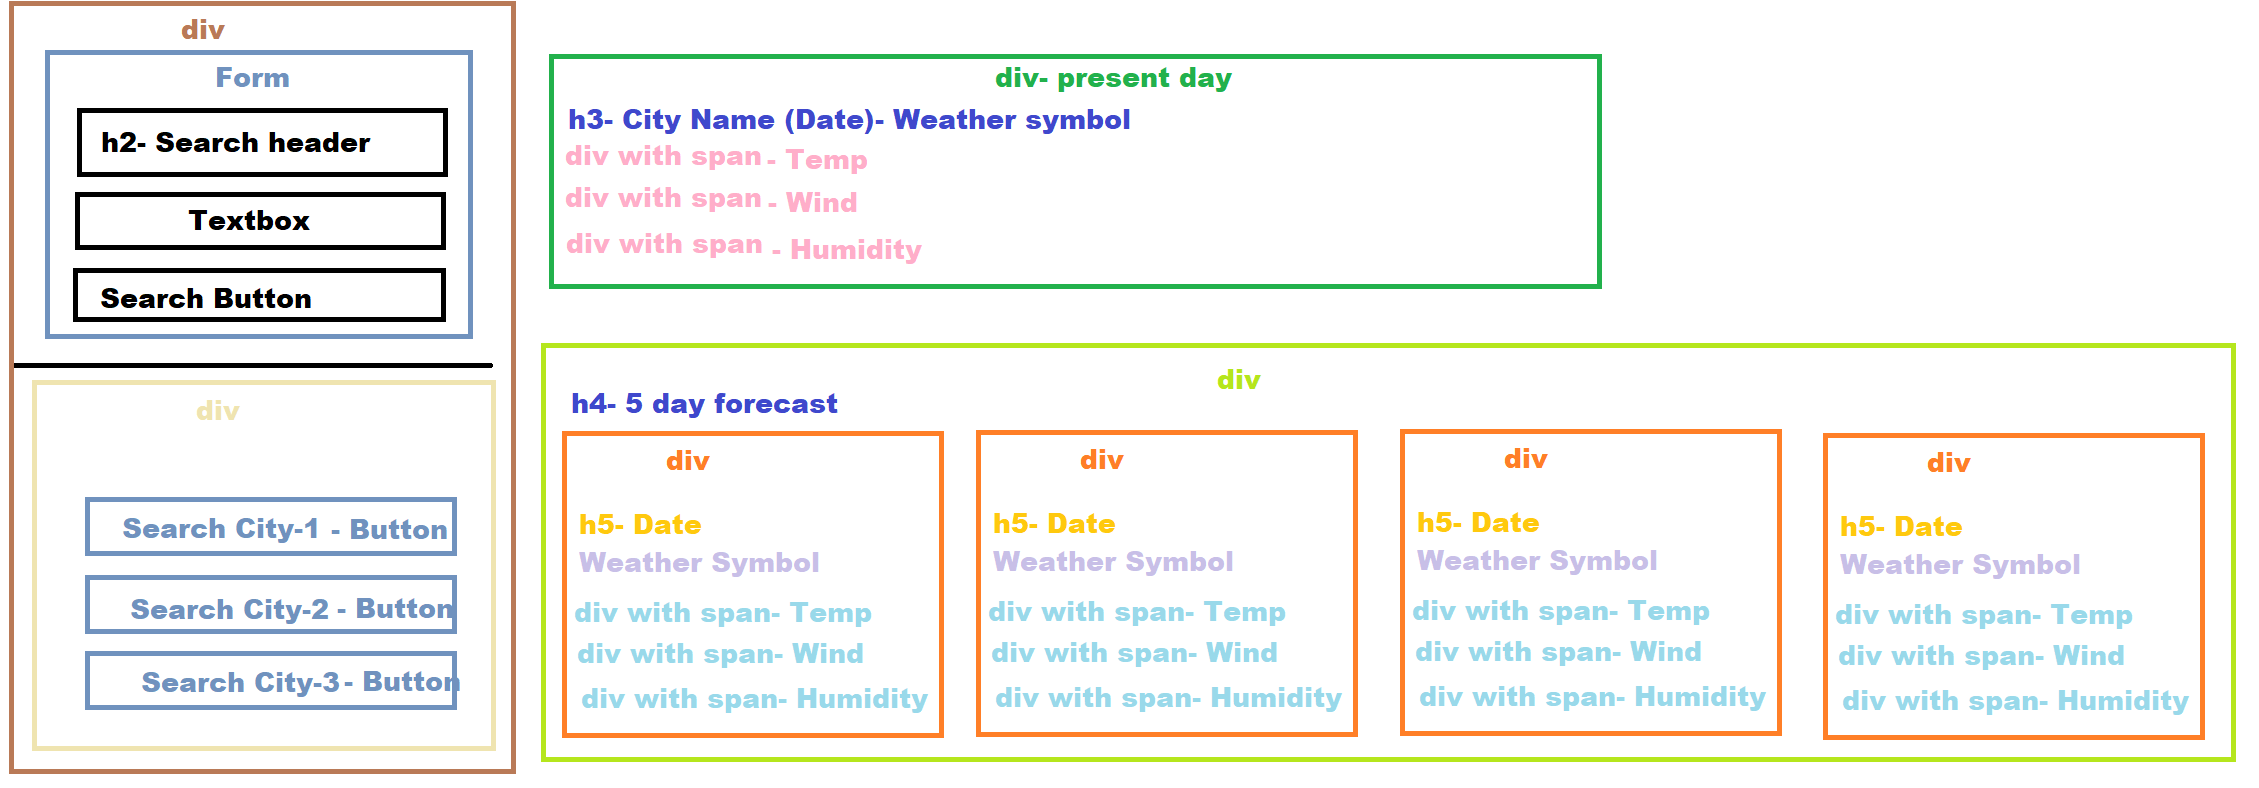 div
Form
h2- Search header
Textbox
Search Button
div
Search City-1 - Button
Search City-2 - Button
Search City-3 - Button
div- present day
h3- City Name (Date)- Weather symbol
div with span - Temp
div with span - Wind
div with span - Humidity
div
h4- 5 day forecast
div
h5- Date
Weather Symbol
div with span- Temp
div with span- Wind
div with span- Humidity
div
h5- Date
Weather Symbol
div with span- Temp
div with span- Wind
div with span- Humidity
div
h5- Date
Weather Symbol
div with span- Temp
div with span- Wind
div with span- Humidity
div
h5- Date
Weather Symbol
div with span- Temp
div with span- Wind
div with span- Humidity